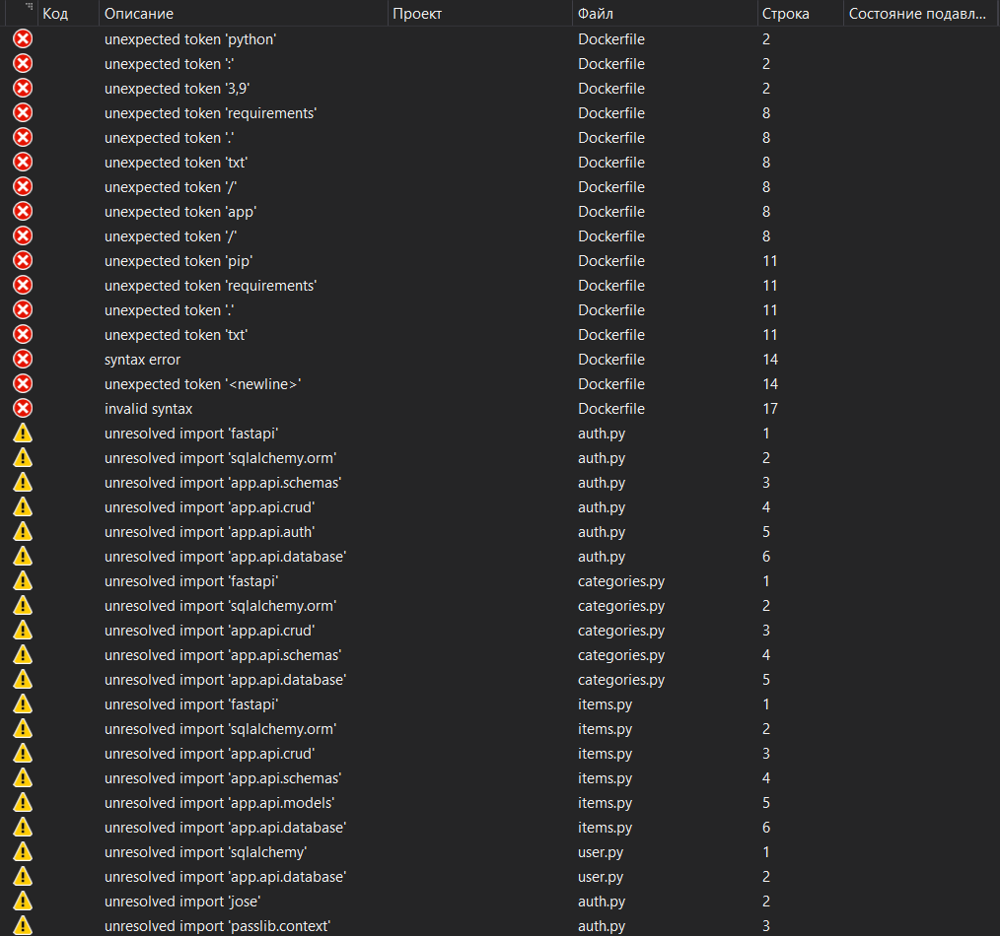 Код Описание Проект Файл Строка Состояние подавл...
unexpected token 'python' Dockerfile 2
unexpected token ':' Dockerfile 2
unexpected token '3,9' Dockerfile 2
unexpected token 'requirements' Dockerfile 8
unexpected token '.' Dockerfile 8
unexpected token 'txt' Dockerfile 8
unexpected token '/' Dockerfile 8
unexpected token 'app' Dockerfile 8
unexpected token '/' Dockerfile 8
unexpected token 'pip' Dockerfile 11
unexpected token 'requirements' Dockerfile 11
unexpected token '.' Dockerfile 11
unexpected token 'txt' Dockerfile 11
syntax error Dockerfile 14
unexpected token '<newline>' Dockerfile 14
invalid syntax Dockerfile 17
unresolved import 'fastapi' auth.py 1
unresolved import 'sqlalchemy.orm' auth.py 2
unresolved import 'app.api.schemas' auth.py 3
unresolved import 'app.api.crud' auth.py 4
unresolved import 'app.api.auth' auth.py 5
unresolved import 'app.api.database' auth.py 6
unresolved import 'fastapi' categories.py 1
unresolved import 'sqlalchemy.orm' categories.py 2
unresolved import 'app.api.crud' categories.py 3
unresolved import 'app.api.schemas' categories.py 4
unresolved import 'app.api.database' categories.py 5
unresolved import 'fastapi' items.py 1
unresolved import 'sqlalchemy.orm' items.py 2
unresolved import 'app.api.crud' items.py 3
unresolved import 'app.api.schemas' items.py 4
unresolved import 'app.api.models' items.py 5
unresolved import 'app.api.database' items.py 6
unresolved import 'sqlalchemy' user.py 1
unresolved import 'app.api.database' user.py 2
unresolved import 'jose' auth.py 2
unresolved import 'passlib.context' auth.py 3